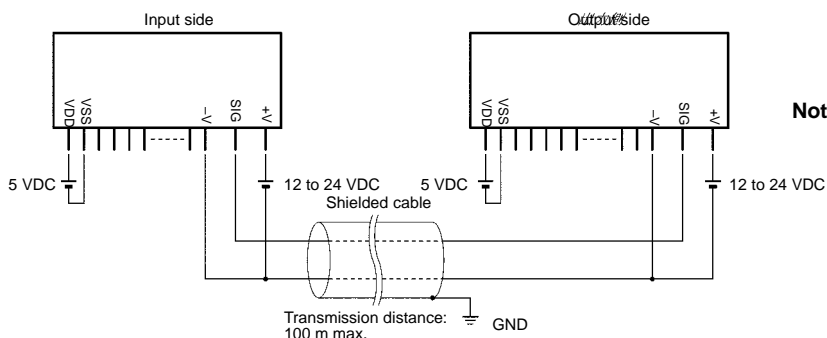 Input side
Output side
VDD
VSS
–V
SIG
+V
VDD
VSS
–V
SIG
+V
Not
5 VDC
12 to 24 VDC
5 VDC
12 to 24 VDC
Shielded cable
Transmission distance:
100 m max.
GND